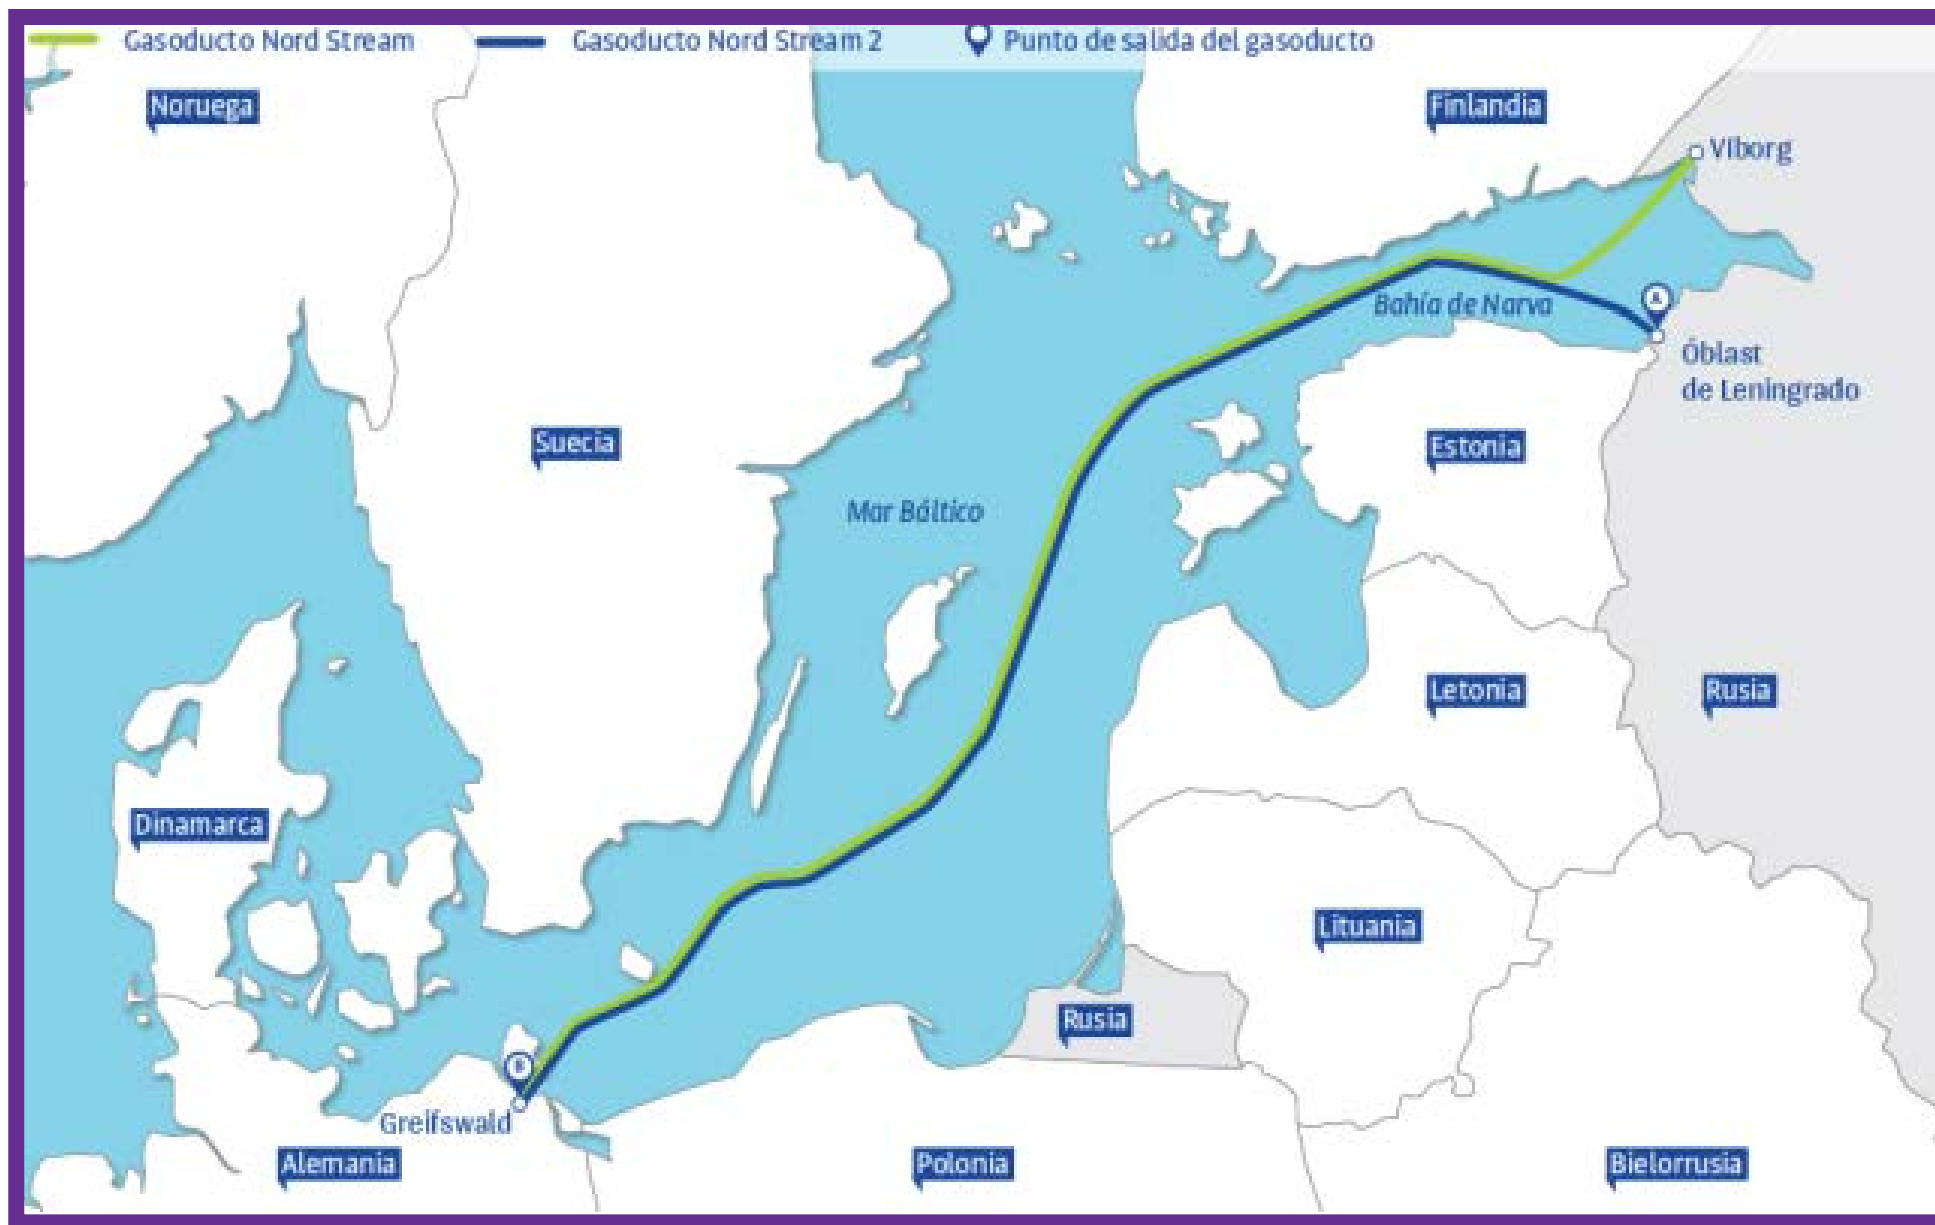 Gasoducto Nord Stream
Gasoducto Nord Stream 2
Punto de salida del gasoducto
Noruega
Finlandia
Víborg
Bahía de Narva
A
Óblast
de Leningrado
Suecia
Estonia
Mar Báltico
Letonia
Rusia
Dinamarca
Lituania
Rusia
B
Greifswald
Alemania
Polonia
Bielorrusia